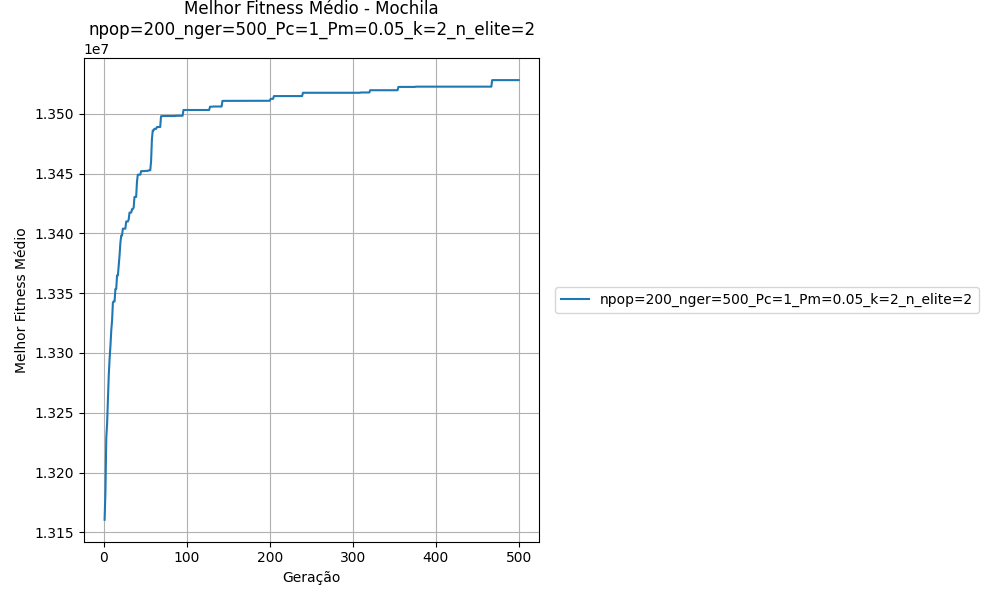 Melhor Fitness Médio - Mochila
npop=200_nger=500_Pc=1_Pm=0.05_k=2_n_elite=2
1e7
1.350
1.345
1.340
1.335
1.330
1.325
1.320
1.315
Melhor Fitness Médio
0 100 200 300 400 500
Geração
npop=200_nger=500_Pc=1_Pm=0.05_k=2_n_elite=2